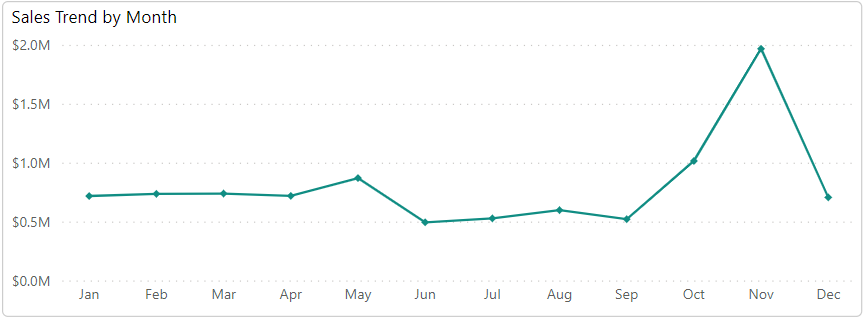 Sales Trend by Month
$2.0M
$1.5M
$1.0M
$0.5M
$0.0M
Jan Feb Mar Apr May Jun Jul Aug Sep Oct Nov Dec